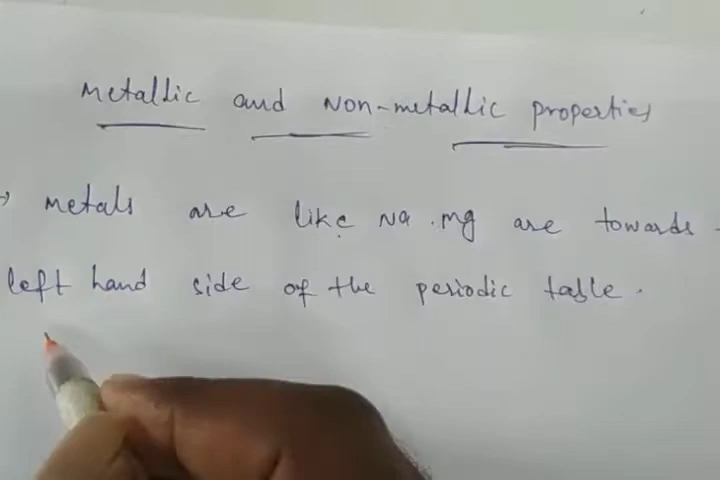 Metallic and Non-metallic properties
→ Metals are like Na . Mg are towards -
left hand side of the periodic table .